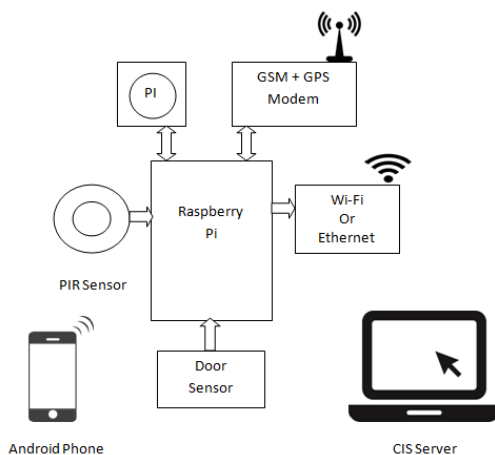 PI
GSM + GPS
Modem
Raspberry
Pi
Wi-Fi
Or
Ethernet
PIR Sensor
Door
Sensor
Android Phone
CIS Server